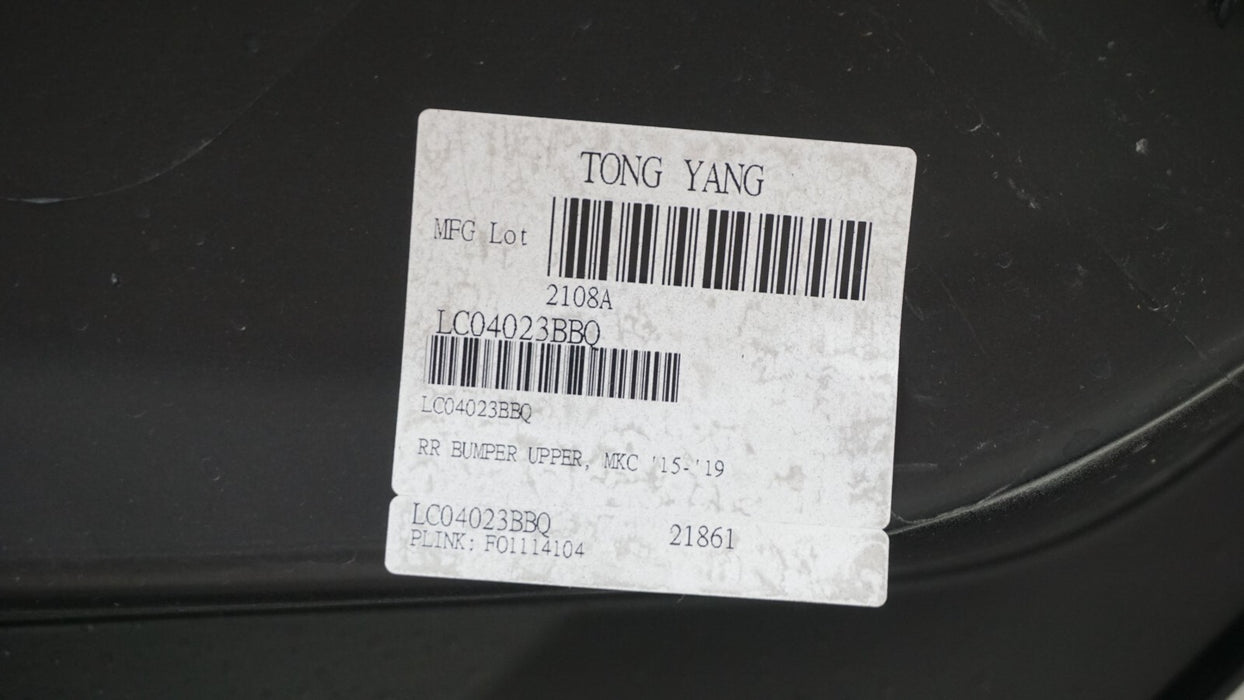 TONG YANG
MFG Lot
2108A
LC04023BBQ
LC04023BBQ
RR BUMPER UPPER, MKC '15-'19
LC04023BBQ 21861
PLINK: F01114104